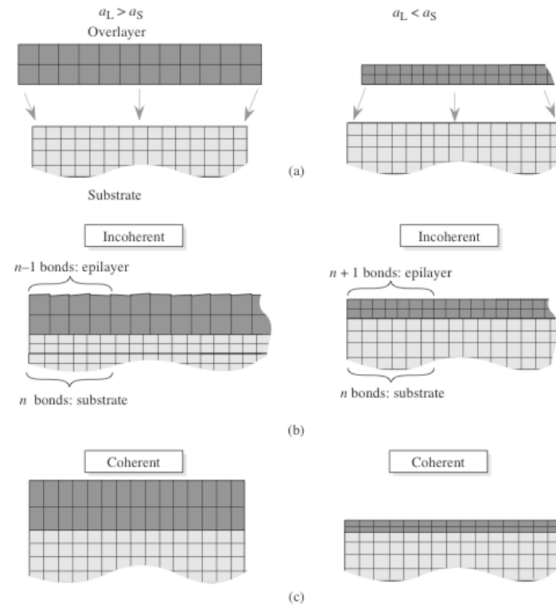 a_L > a_S
a_L < a_S
Overlayer
Substrate
(a)
Incoherent
Incoherent
n–1 bonds: epilayer
n + 1 bonds: epilayer
n bonds: substrate
n bonds: substrate
(b)
Coherent
Coherent
(c)